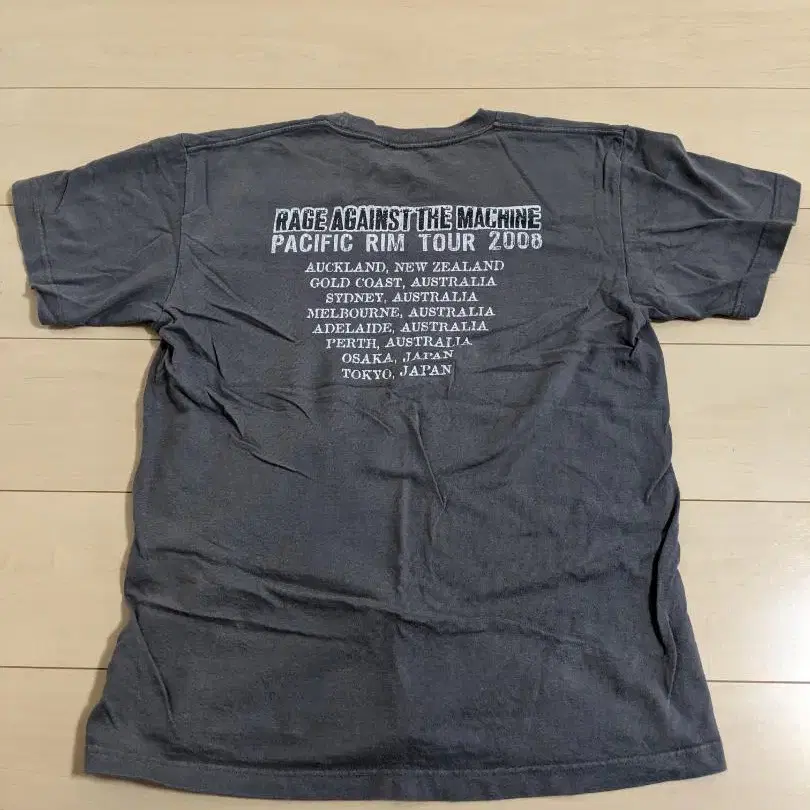 RAGE AGAINST THE MACHINE
PACIFIC RIM TOUR 2008
AUCKLAND, NEW ZEALAND
GOLD COAST, AUSTRALIA
SYDNEY, AUSTRALIA
MELBOURNE, AUSTRALIA
ADELAIDE, AUSTRALIA
PERTH, AUSTRALIA
OSAKA, JAPAN
TOKYO, JAPAN